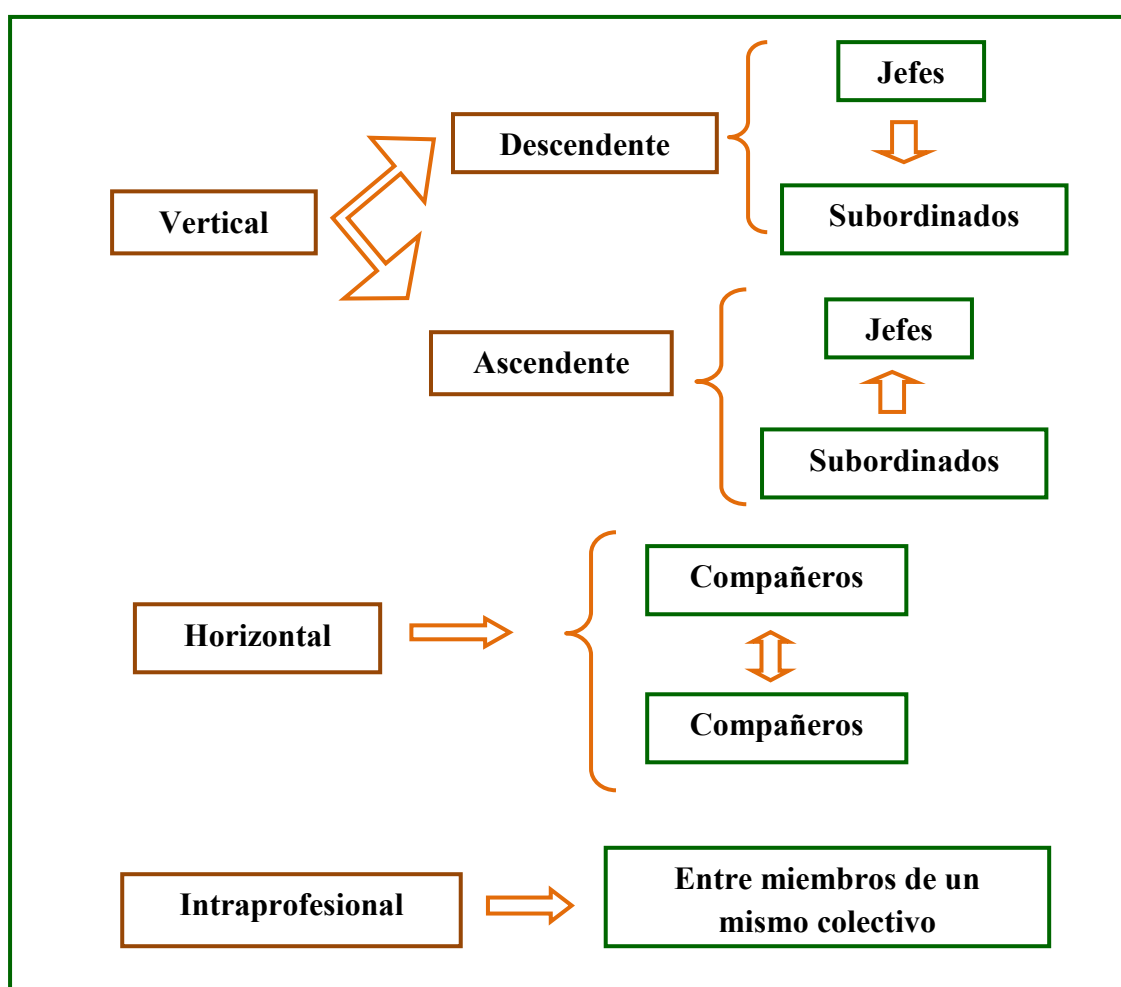 Jefes
Descendente
Subordinados
Vertical
Jefes
Ascendente
Subordinados
Compañeros
Horizontal
Compañeros
Intraprofesional
Entre miembros de un
mismo colectivo